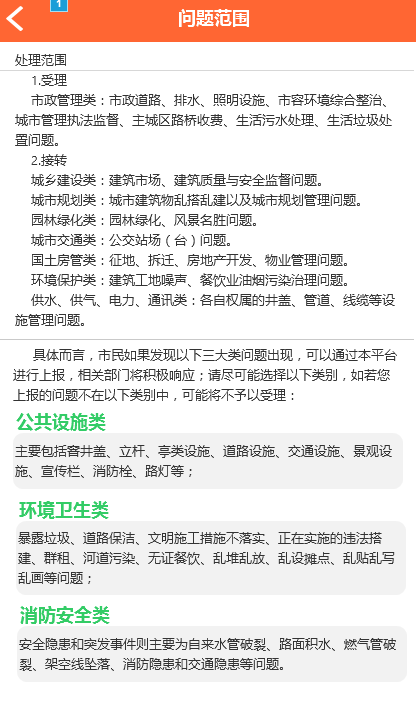 1
问题范围
处理范围
1.受理
市政管理类：市政道路、排水、照明设施、市容环境综合整治、
城市管理执法监督、主城区路桥收费、生活污水处理、生活垃圾处
置问题。
2.接转
城乡建设类：建筑市场、建筑质量与安全监督问题。
城市规划类：城市建筑物乱搭乱建以及城市规划管理问题。
园林绿化类：园林绿化、风景名胜问题。
城市交通类：公交站场（台）问题。
国土房管类：征地、拆迁、房地产开发、物业管理问题。
环境保护类：建筑工地噪声、餐饮业油烟污染治理问题。
供水、供气、电力、通讯类：各自权属的井盖、管道、线缆等设
施管理问题。
具体而言，市民如果发现以下三大类问题出现，可以通过本平台
进行上报，相关部门将积极响应；请尽可能选择以下类别，如若您
上报的问题不在以下类别中，可能将不予以受理：
公共设施类
主要包括窨井盖、立杆、亭类设施、道路设施、交通设施、景观设
施、宣传栏、消防栓、路灯等；
环境卫生类
暴露垃圾、道路保洁、文明施工措施不落实、正在实施的违法搭
建、群租、河道污染、无证餐饮、乱堆乱放、乱设摊点、乱贴乱写
乱画等问题；
消防安全类
安全隐患和突发事件则主要为自来水管破裂、路面积水、燃气管破
裂、架空线坠落、消防隐患和交通隐患等问题。